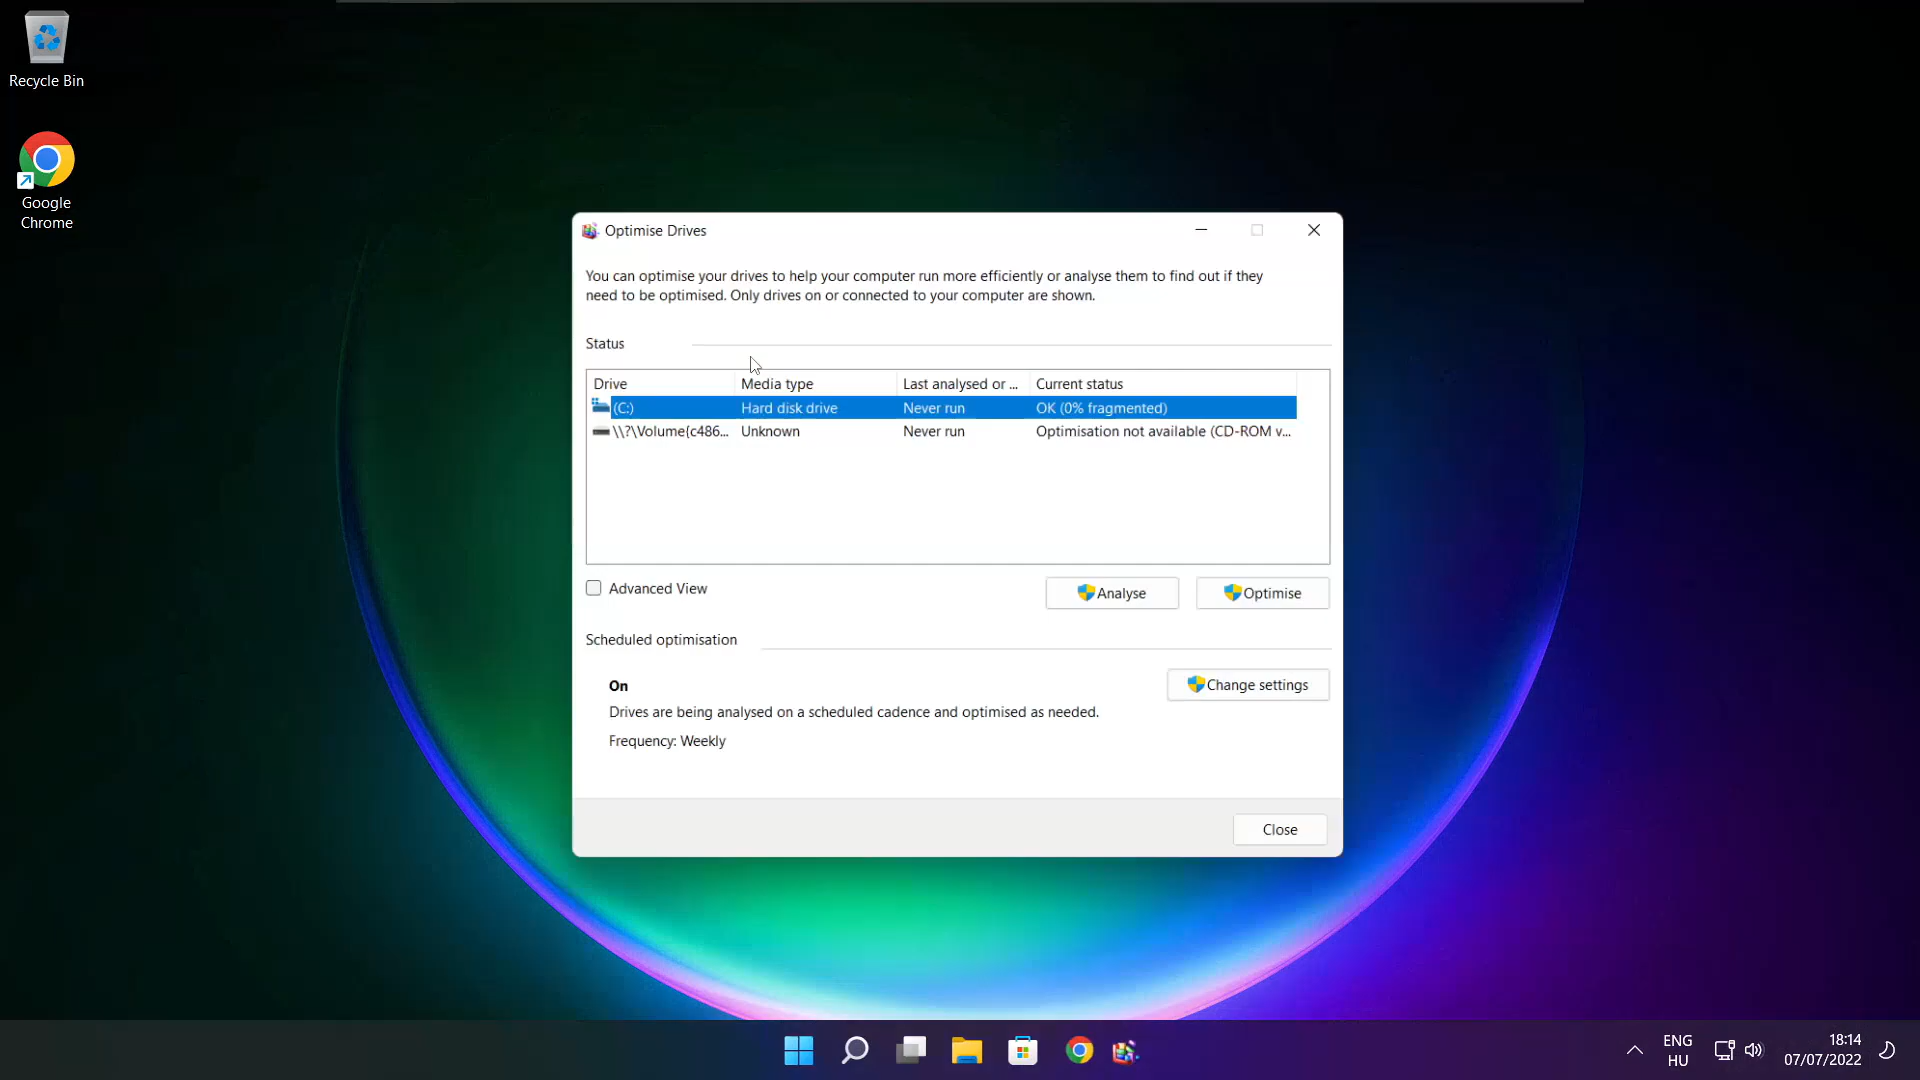 Recycle Bin
Google
Chrome
Optimise Drives
You can optimise your drives to help your computer run more efficiently or analyse them to find out if they
need to be optimised. Only drives on or connected to your computer are shown.
Status
Drive Media type Last analysed or ... Current status
(C:) Hard disk drive Never run OK (0% fragmented)
\\?\Volume{c486... Unknown Never run Optimisation not available (CD-ROM v...
Advanced View
Analyse
Optimise
Scheduled optimisation
On
Change settings
Drives are being analysed on a scheduled cadence and optimised as needed.
Frequency: Weekly
Close
ENG
HU
18:14
07/07/2022